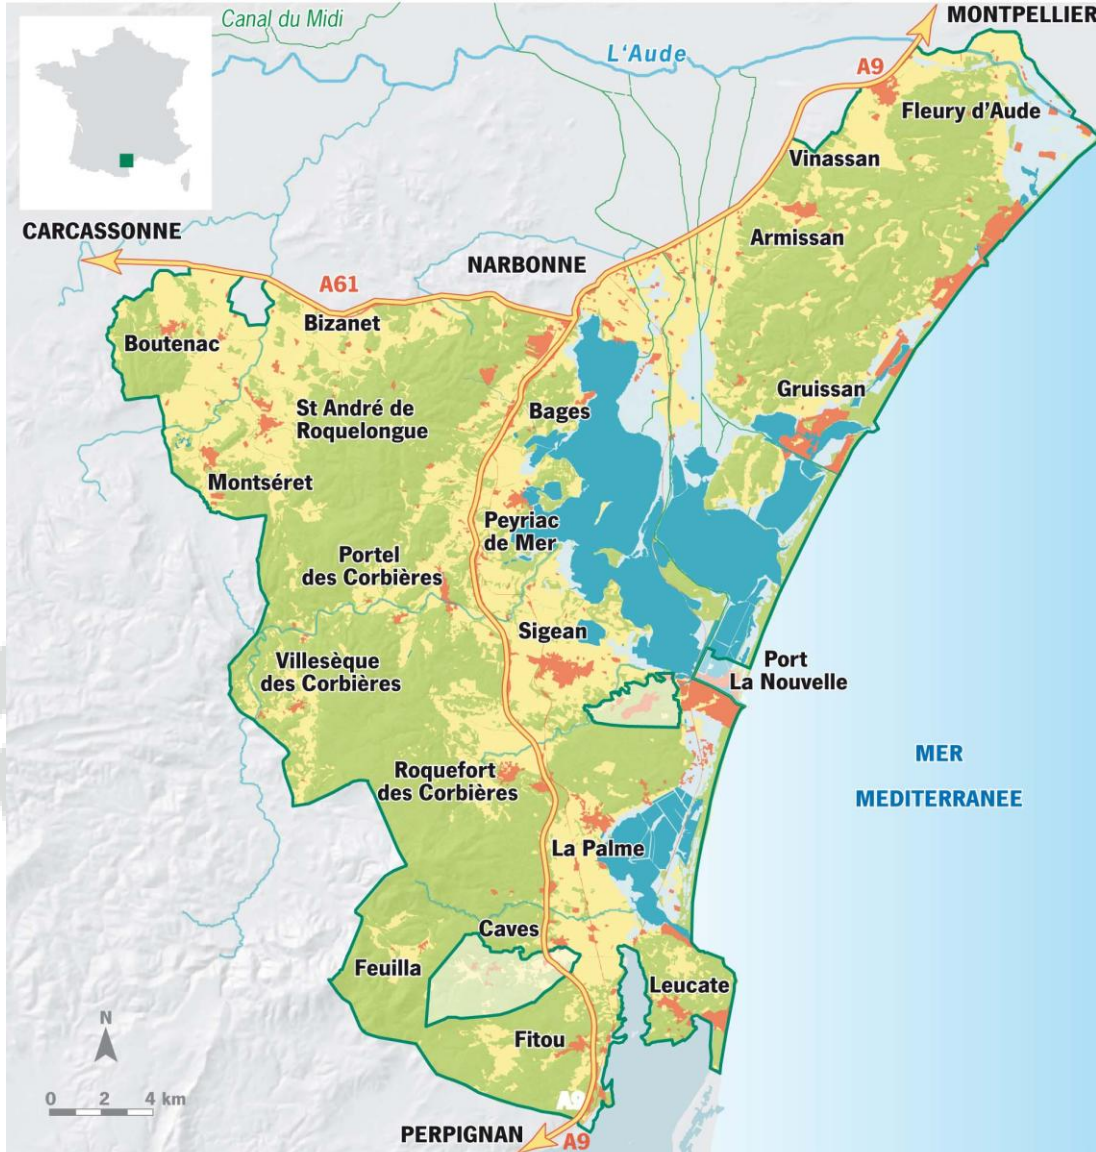 Canal du Midi
MONTPELLIER
L'Aude
A9
Fleury d'Aude
Vinassan
CARCASSONNE
Armissan
NARBONNE
A61
Bizanet
Boutenac
Gruissan
St André de
Roquelongue
Bages
Montséret
Peyriac
de Mer
Portel
des Corbières
Sigean
Villesèque
des Corbières
Port
La Nouvelle
MER
MEDITERRANEE
Roquefort
des Corbières
La Palme
Caves
Feuilla
Leucate
N
Fitou
0 2 4 km
A9
PERPIGNAN
A9